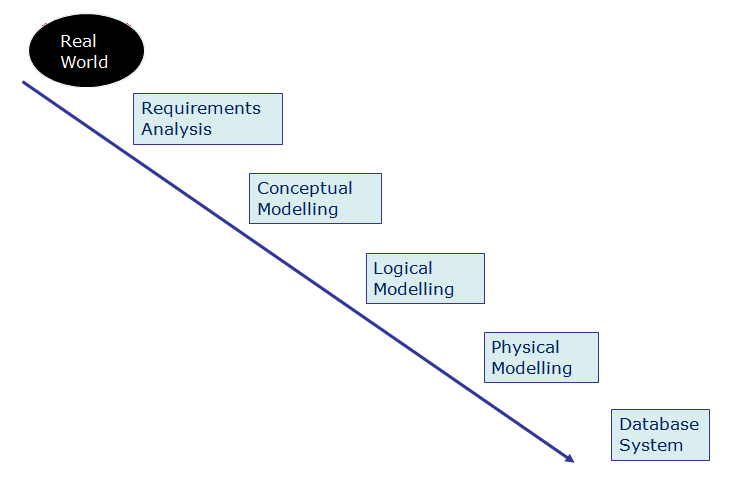 Real
World
Requirements
Analysis
Conceptual
Modelling
Logical
Modelling
Physical
Modelling
Database
System